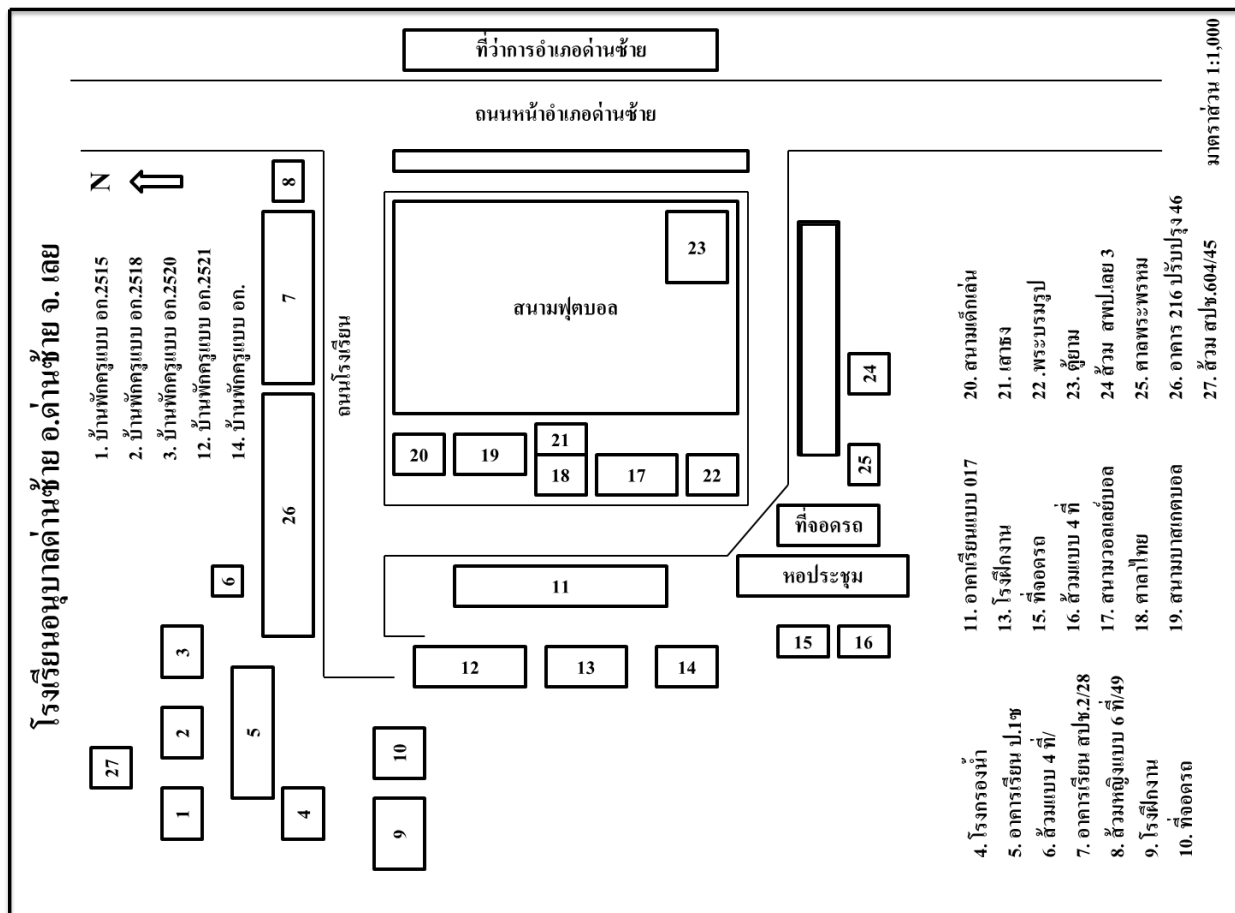 โรงเรียนอนุบาลด่านซ้าย อ.ด่านซ้าย จ. เลย
N
1. บ้านพักครูแบบ อก.2515
2. บ้านพักครูแบบ อก.2518
3. บ้านพักครูแบบ อก.2520
12. บ้านพักครูแบบ อก.2521
14. บ้านพักครูแบบ อก.
ที่ว่าการอำเภอด่านซ้าย
ถนนหน้าอำเภอด่านซ้าย
ถนนโรงเรียน
สนามฟุตบอล
23
8
7
26
6
3
2
1
27
5
4
20
19
21
18
17
22
24
25
ที่จอดรถ
หอประชุม
11
12
13
14
15
16
10
9
4. โรงกรองน้ำ
5. อาคารเรียน ป.1ซ
6. ส้วมแบบ 4 ที่/
7. อาคารเรียน สปช.2/28
8. ส้วมหญิงแบบ 6 ที่/49
9. โรงฝึกงาน
10. ที่จอดรถ
11. อาคาเรียนแบบ 017
13. โรงฝึกงาน
15. ที่จอดรถ
16. ส้วมแบบ 4 ที่
17. สนามวอลเลย์บอล
18. ศาลาไทย
19. สนามบาสเกตบอล
20. สนามเด็กเล่น
21. เสาธง
22 .พระบรมรูป
23. ตู้ยาม
24 ส้วม สพป.เลย 3
25. ศาลพระพรหม
26. อาคาร 216 ปรับปรุง 46
27. ส้วม สปช.604/45
มาตราส่วน 1:1,000